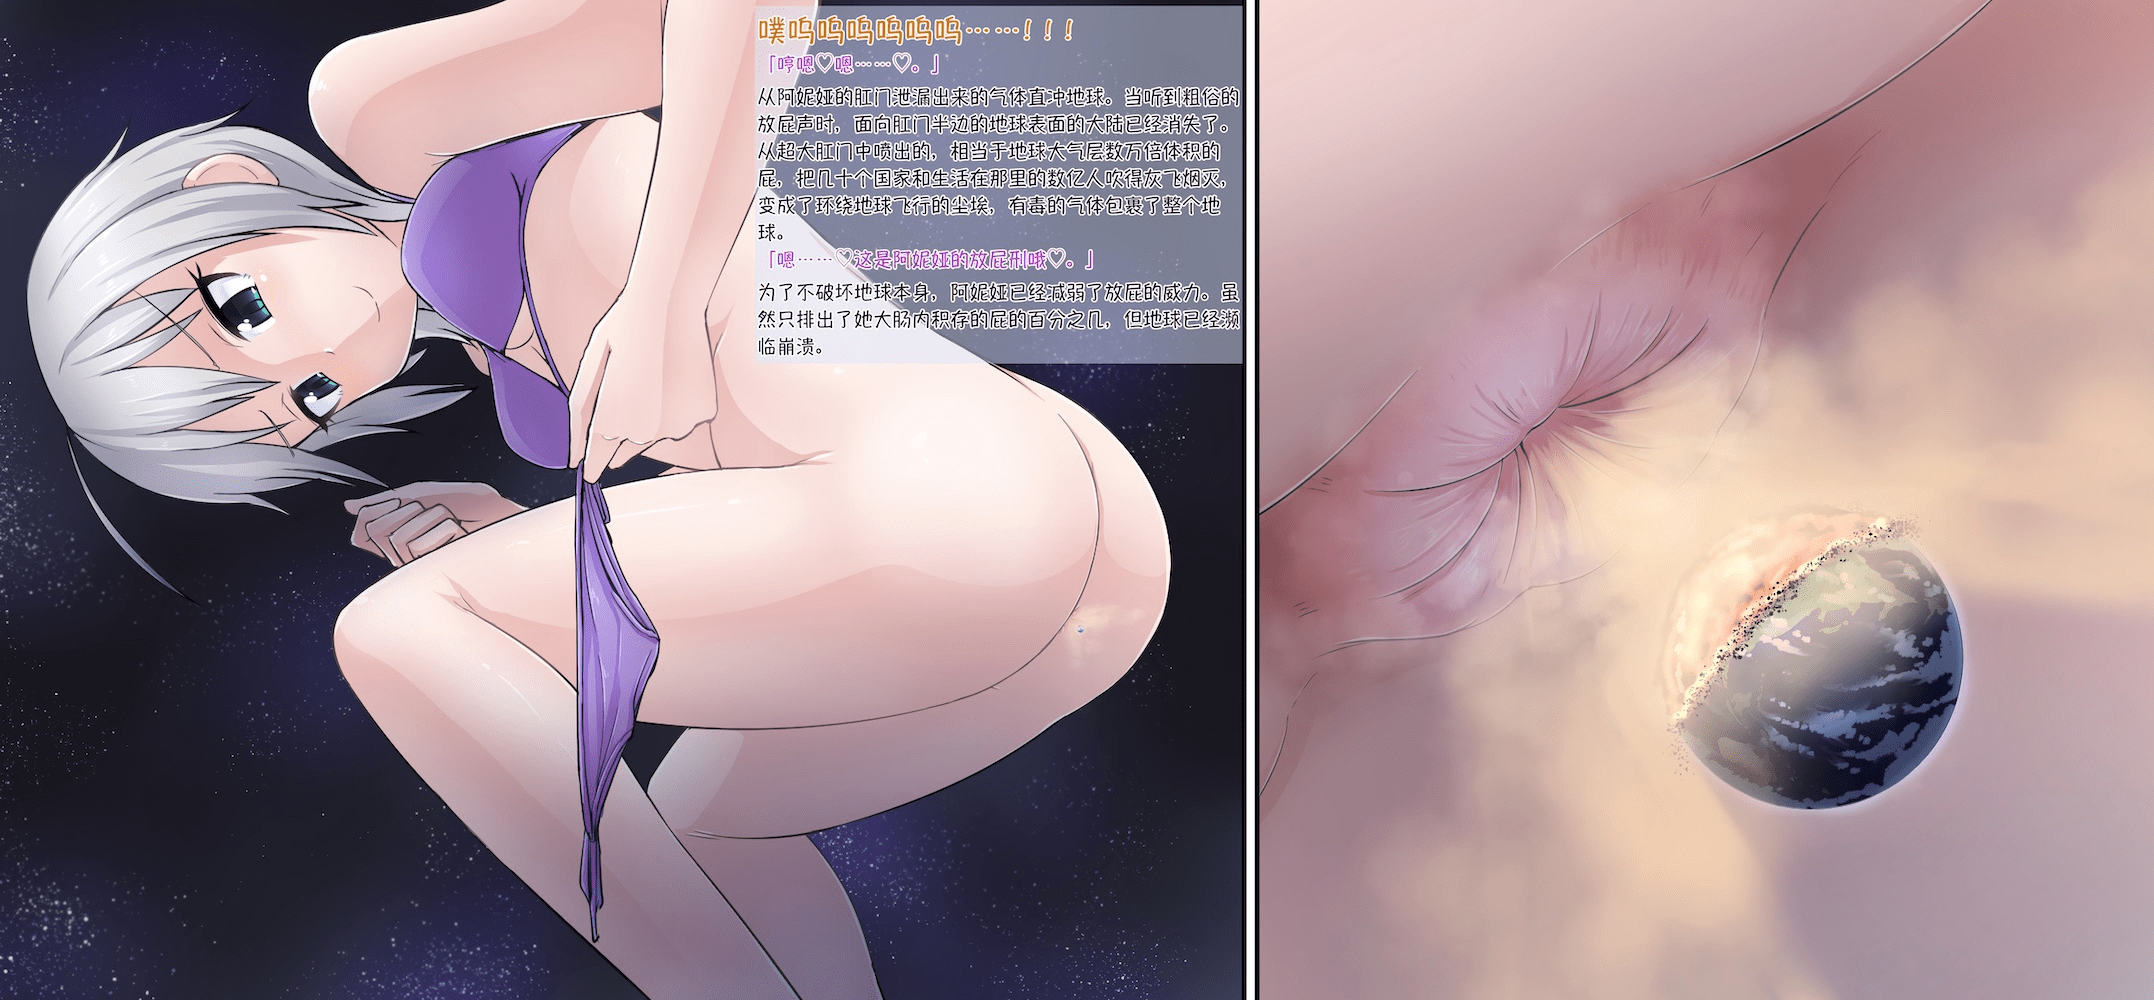 噗呜呜呜呜呜呜……！！！
「哼嗯♡嗯……♡。」
从阿妮娅的肛门泄漏出来的气体直冲地球。当听到粗俗的
放屁声时，面向肛门半边的地球表面的大陆已经消失了。
从超大肛门中喷出的，相当于地球大气层数万倍体积的
屁，把几十个国家和生活在那里的数亿人吹得灰飞烟灭，
变成了环绕地球飞行的尘埃，有毒的气体包裹了整个地
球。
「嗯……♡这是阿妮娅的放屁刑哦♡。」
为了不破坏地球本身，阿妮娅已经减弱了放屁的威力。虽
然只排出了她大肠内积存的屁的百分之几，但地球已经濒
临崩溃。